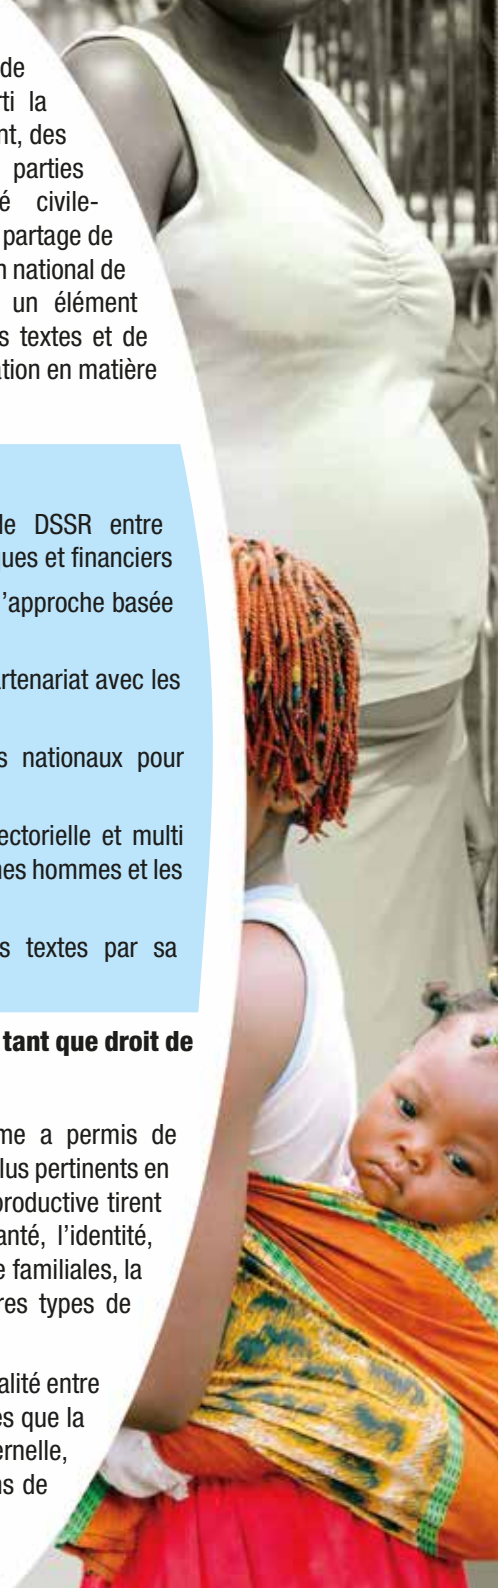 de
rti la
nt, des
parties
é civile-
partage de
n national de
un élément
s textes et de
ation en matière
le DSSR entre
ques et financiers
l'approche basée
artenariat avec les
s nationaux pour
ectorielle et multi
nes hommes et les
s textes par sa
tant que droit de
me a permis de
lus pertinents en
productive tirent
anté, l'identité,
e familiales, la
res types de
alité entre
es que la
ernelle,
ns de